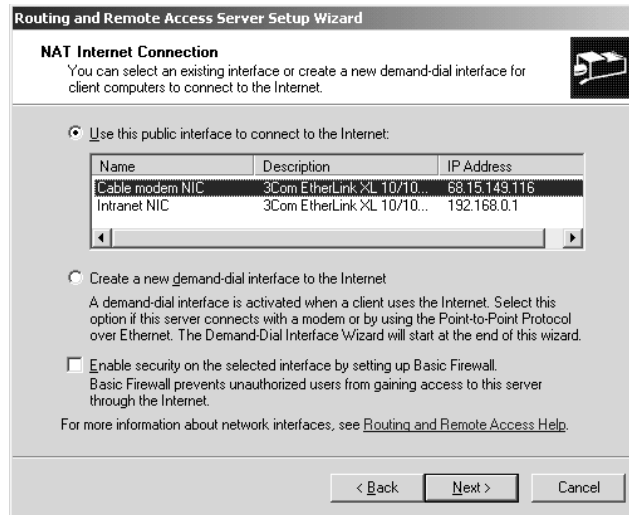 Routing and Remote Access Server Setup Wizard
NAT Internet Connection
You can select an existing interface or create a new demand-dial interface for
client computers to connect to the Internet.
Use this public interface to connect to the Internet:
Name Description IP Address
Cable modem NIC 3Com EtherLink XL 10/10... 68.15.149.116
Intranet NIC 3Com EtherLink XL 10/10... 192.168.0.1
Create a new demand-dial interface to the Internet
A demand-dial interface is activated when a client uses the Internet. Select this
option if this server connects with a modem or by using the Point-to-Point Protocol
over Ethernet. The Demand-Dial Interface Wizard will start at the end of this wizard.
Enable security on the selected interface by setting up Basic Firewall.
Basic Firewall prevents unauthorized users from gaining access to this server
through the Internet.
For more information about network interfaces, see Routing and Remote Access Help.
< Back Next > Cancel